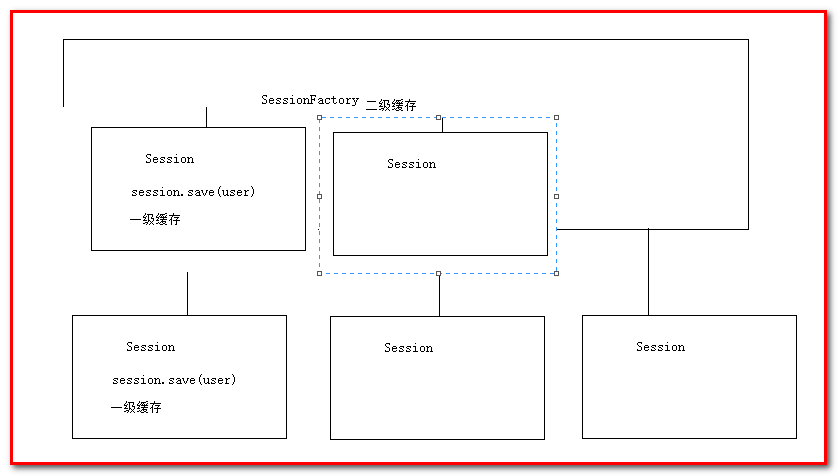 SessionFactory 二级缓存
Session
session.save(user)
一级缓存
Session
Session
session.save(user)
一级缓存
Session
Session